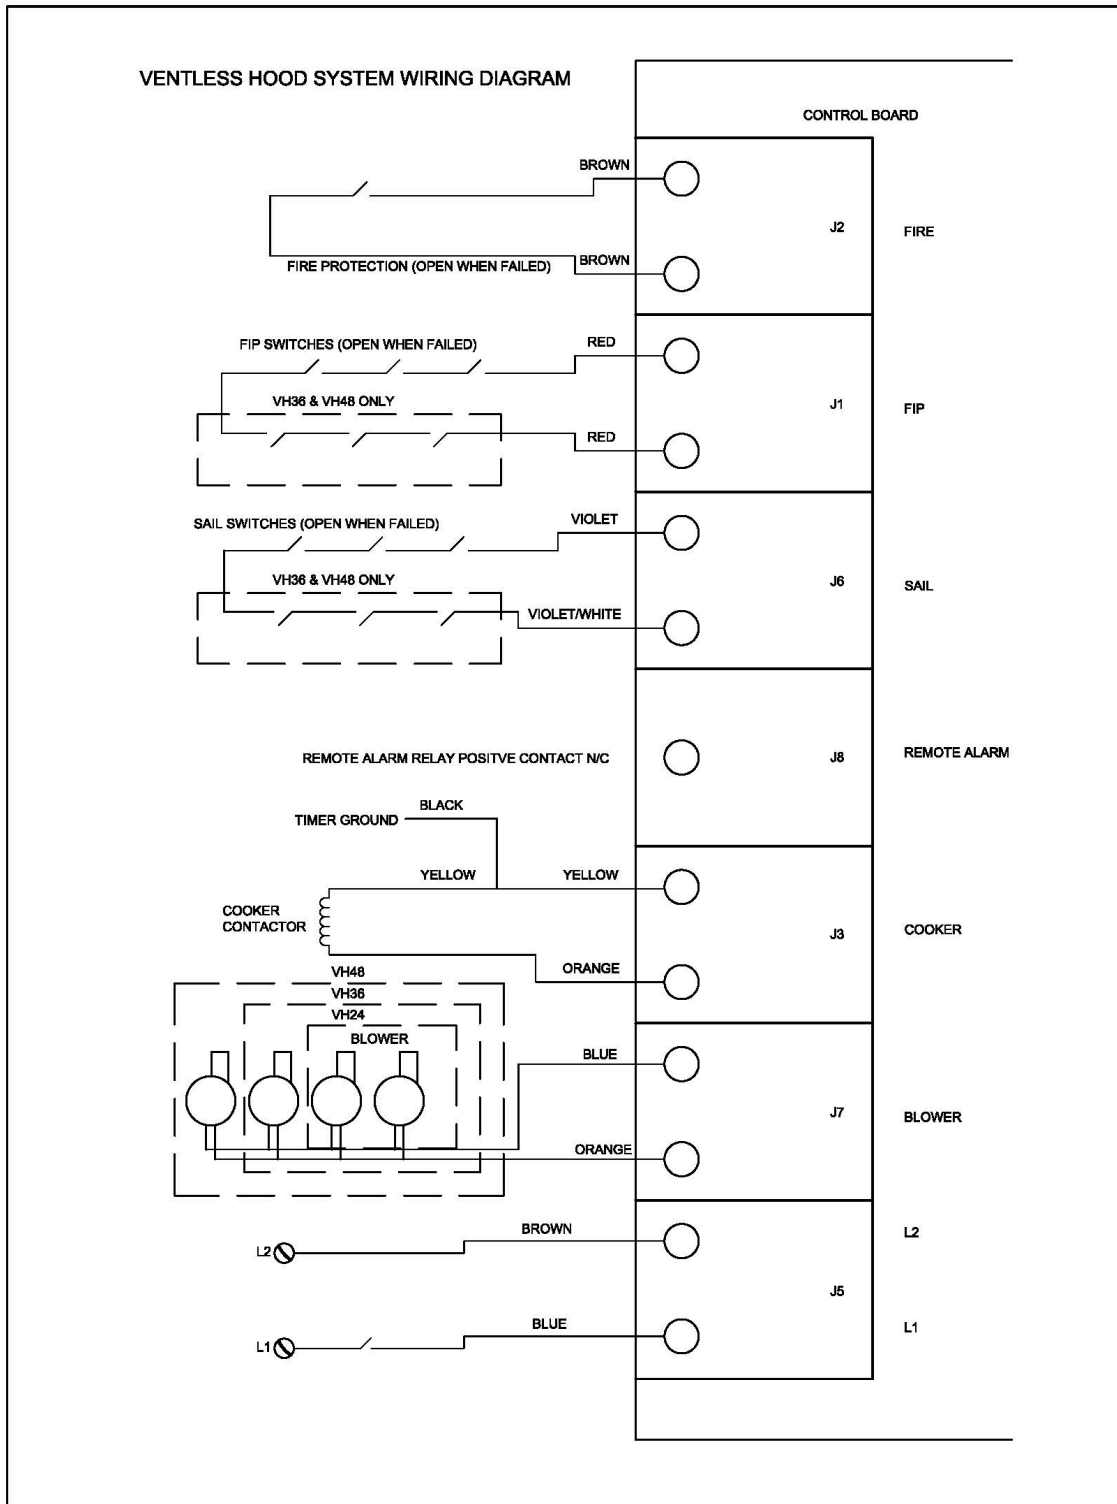 VENTLESS HOOD SYSTEM WIRING DIAGRAM
CONTROL BOARD
BROWN
J2
FIRE
FIRE PROTECTION (OPEN WHEN FAILED)
BROWN
FIP SWITCHES (OPEN WHEN FAILED)
RED
VH36 & VH48 ONLY
J1
FIP
RED
SAIL SWITCHES (OPEN WHEN FAILED)
VIOLET
VH36 & VH48 ONLY
J6
SAIL
VIOLET/WHITE
REMOTE ALARM RELAY POSITVE CONTACT N/C
J8
REMOTE ALARM
BLACK
TIMER GROUND
YELLOW
YELLOW
COOKER
CONTACTOR
J3
COOKER
ORANGE
VH48
VH36
VH24
BLOWER
BLUE
J7
BLOWER
ORANGE
BROWN
L2
L2
J5
BLUE
L1
L1